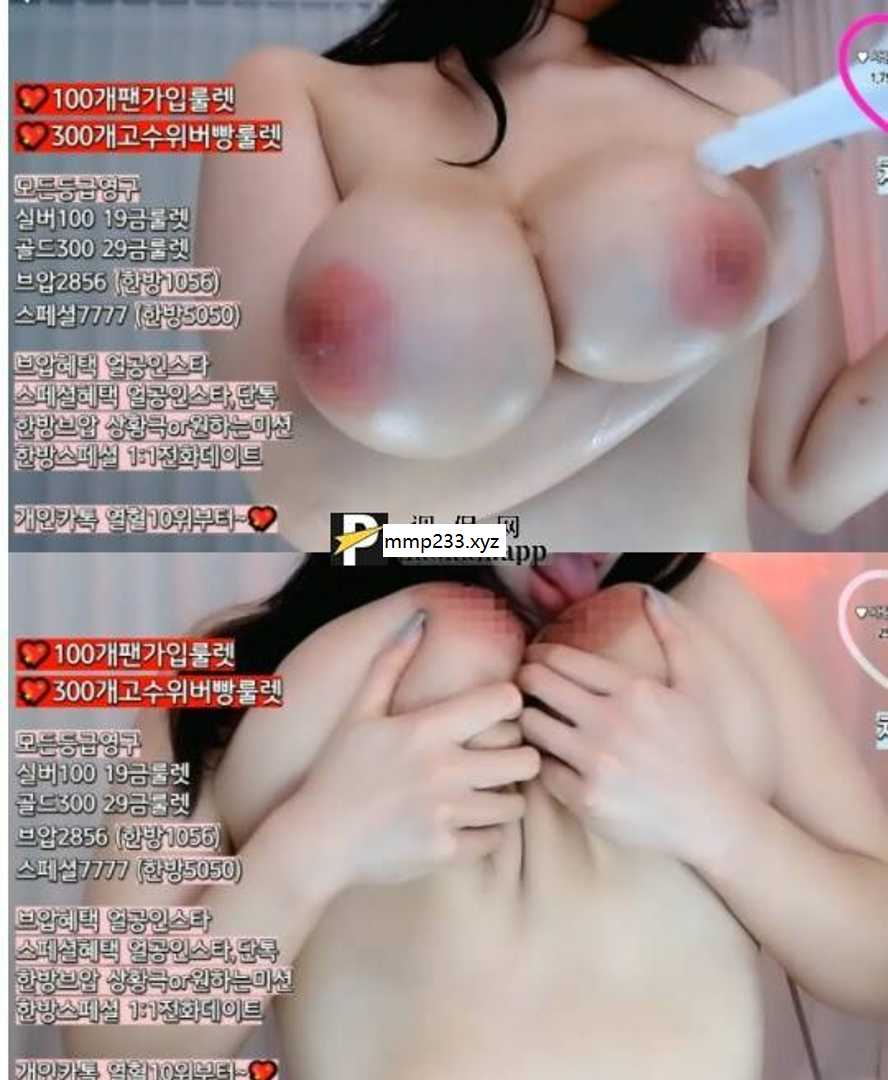 100개팬가입룰렛
300개고수위버빵룰렛
모든등급영구
실버100 19금룰렛
골드300 29금룰렛
브압2856 (한방1056)
스페셜7777 (한방5050)
브압혜택 얼공인스타
스페셜혜택 얼공인스타,단톡
한방브압 상황극or원하는미션
한방스페셜 1:1전화데이트
개인카톡 열혈10위부터~
P
网
mmp233.xyz
app
100개팬가입룰렛
300개고수위버빵룰렛
모든등급영구
실버100 19금룰렛
골드300 29금룰렛
브압2856 (한방1056)
스페셜7777 (한방5050)
브압혜택 얼공인스타
스페셜혜택 얼공인스타,단톡
한방브압 상황극or원하는미션
한방스페셜 1:1전화데이트
개인카톡 열혈10위부터~